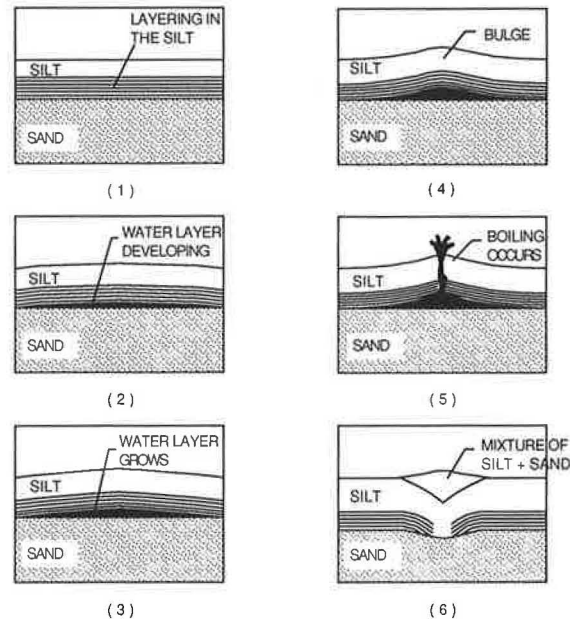 LAYERING IN
THE SILT
SILT
SAND
(1)
WATER LAYER
DEVELOPING
SILT
SAND
(2)
WATER LAYER
GROWS
SILT
SAND
(3)
BULGE
SILT
SAND
(4)
BOILING
OCCURS
SILT
SAND
(5)
MIXTURE OF
SILT + SAND
SILT
SAND
(6)